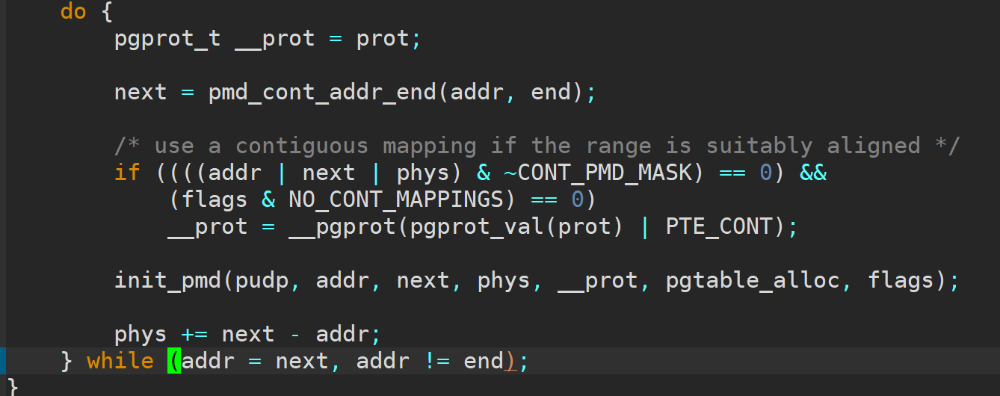 do {
pgprot_t __prot = prot;
next = pmd_cont_addr_end(addr, end);
/* use a contiguous mapping if the range is suitably aligned */
if ((((addr | next | phys) & ~CONT_PMD_MASK) == 0) &&
(flags & NO_CONT_MAPPINGS) == 0)
__prot = __pgprot(pgprot_val(prot) | PTE_CONT);
init_pmd(pudp, addr, next, phys, __prot, pgtable_alloc, flags);
phys += next - addr;
} while (addr = next, addr != end);
}